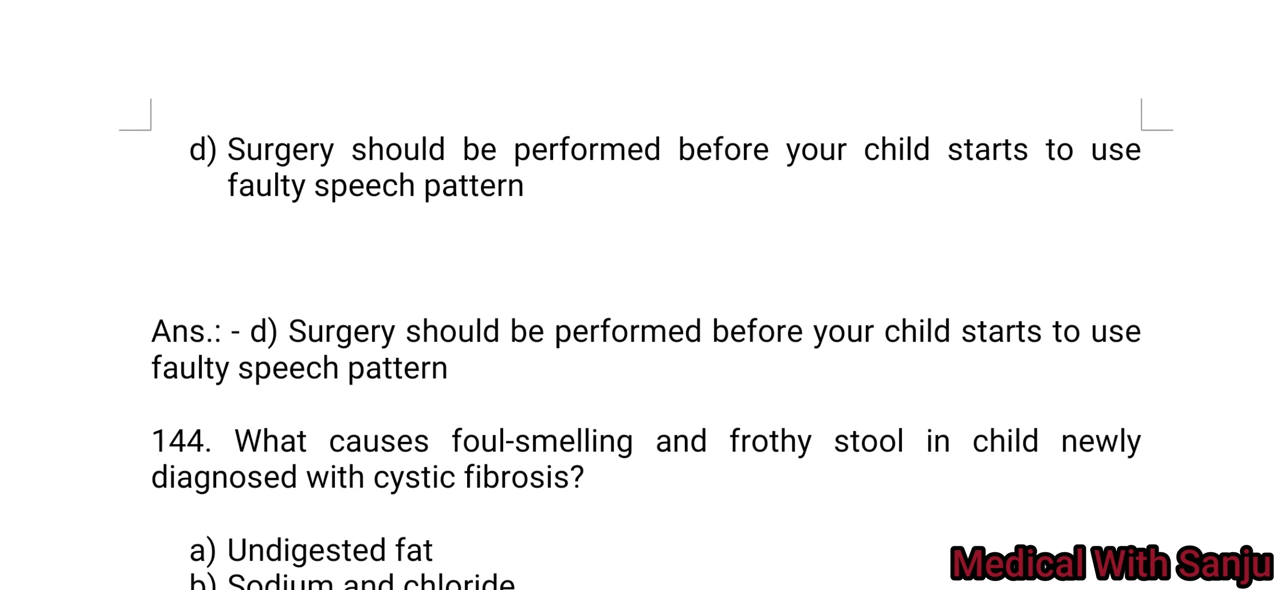 d) Surgery should be performed before your child starts to use
faulty speech pattern
Ans.: - d) Surgery should be performed before your child starts to use
faulty speech pattern
144. What causes foul-smelling and frothy stool in child newly
diagnosed with cystic fibrosis?
a) Undigested fat
b) Sodium and chloride
Medical With Sanju